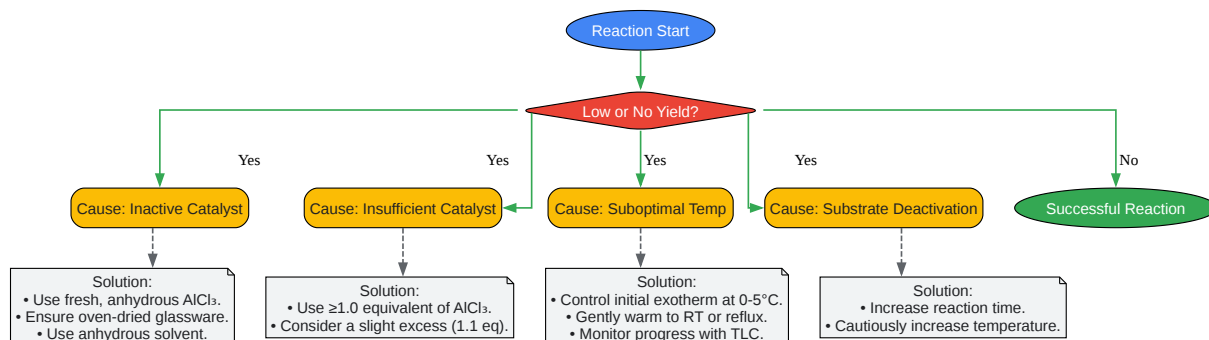 Reaction Start
Low or No Yield?
Yes
Yes
Yes
Yes
No
Cause: Inactive Catalyst
Cause: Insufficient Catalyst
Cause: Suboptimal Temp
Cause: Substrate Deactivation
Successful Reaction
Solution:
• Use fresh, anhydrous AlCl₃.
• Ensure oven-dried glassware.
• Use anhydrous solvent.
Solution:
• Use ≥1.0 equivalent of AlCl₃.
• Consider a slight excess (1.1 eq).
Solution:
• Control initial exotherm at 0-5°C.
• Gently warm to RT or reflux.
• Monitor progress with TLC.
Solution:
• Increase reaction time.
• Cautiously increase temperature.